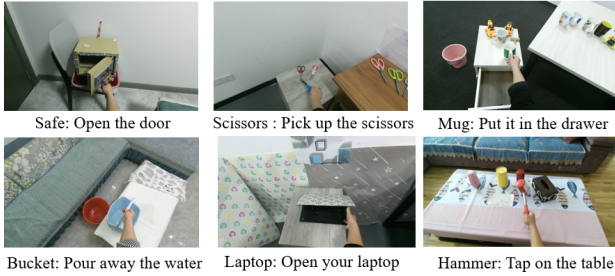 Safe: Open the door
Scissors : Pick up the scissors
Mug: Put it in the drawer
Bucket: Pour away the water
Laptop: Open your laptop
Hammer: Tap on the table